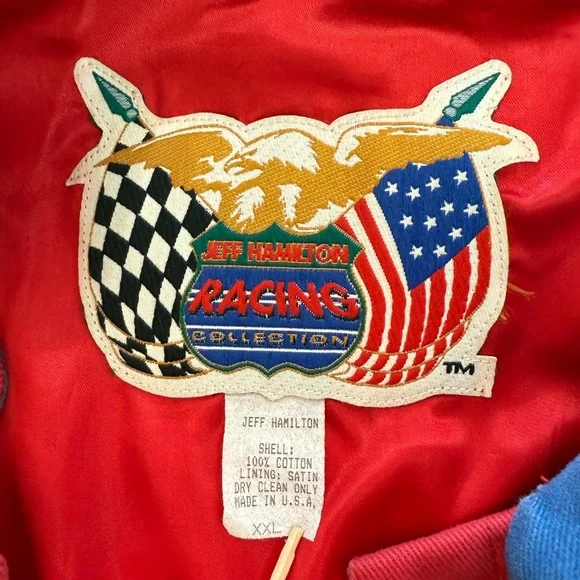 JEFF HAMILTON
RACING
COLLECTION
TM
JEFF HAMILTON
SHELL:
100% COTTON
LINING: SATIN
DRY CLEAN ONLY
MADE IN U.S.A.
XXL